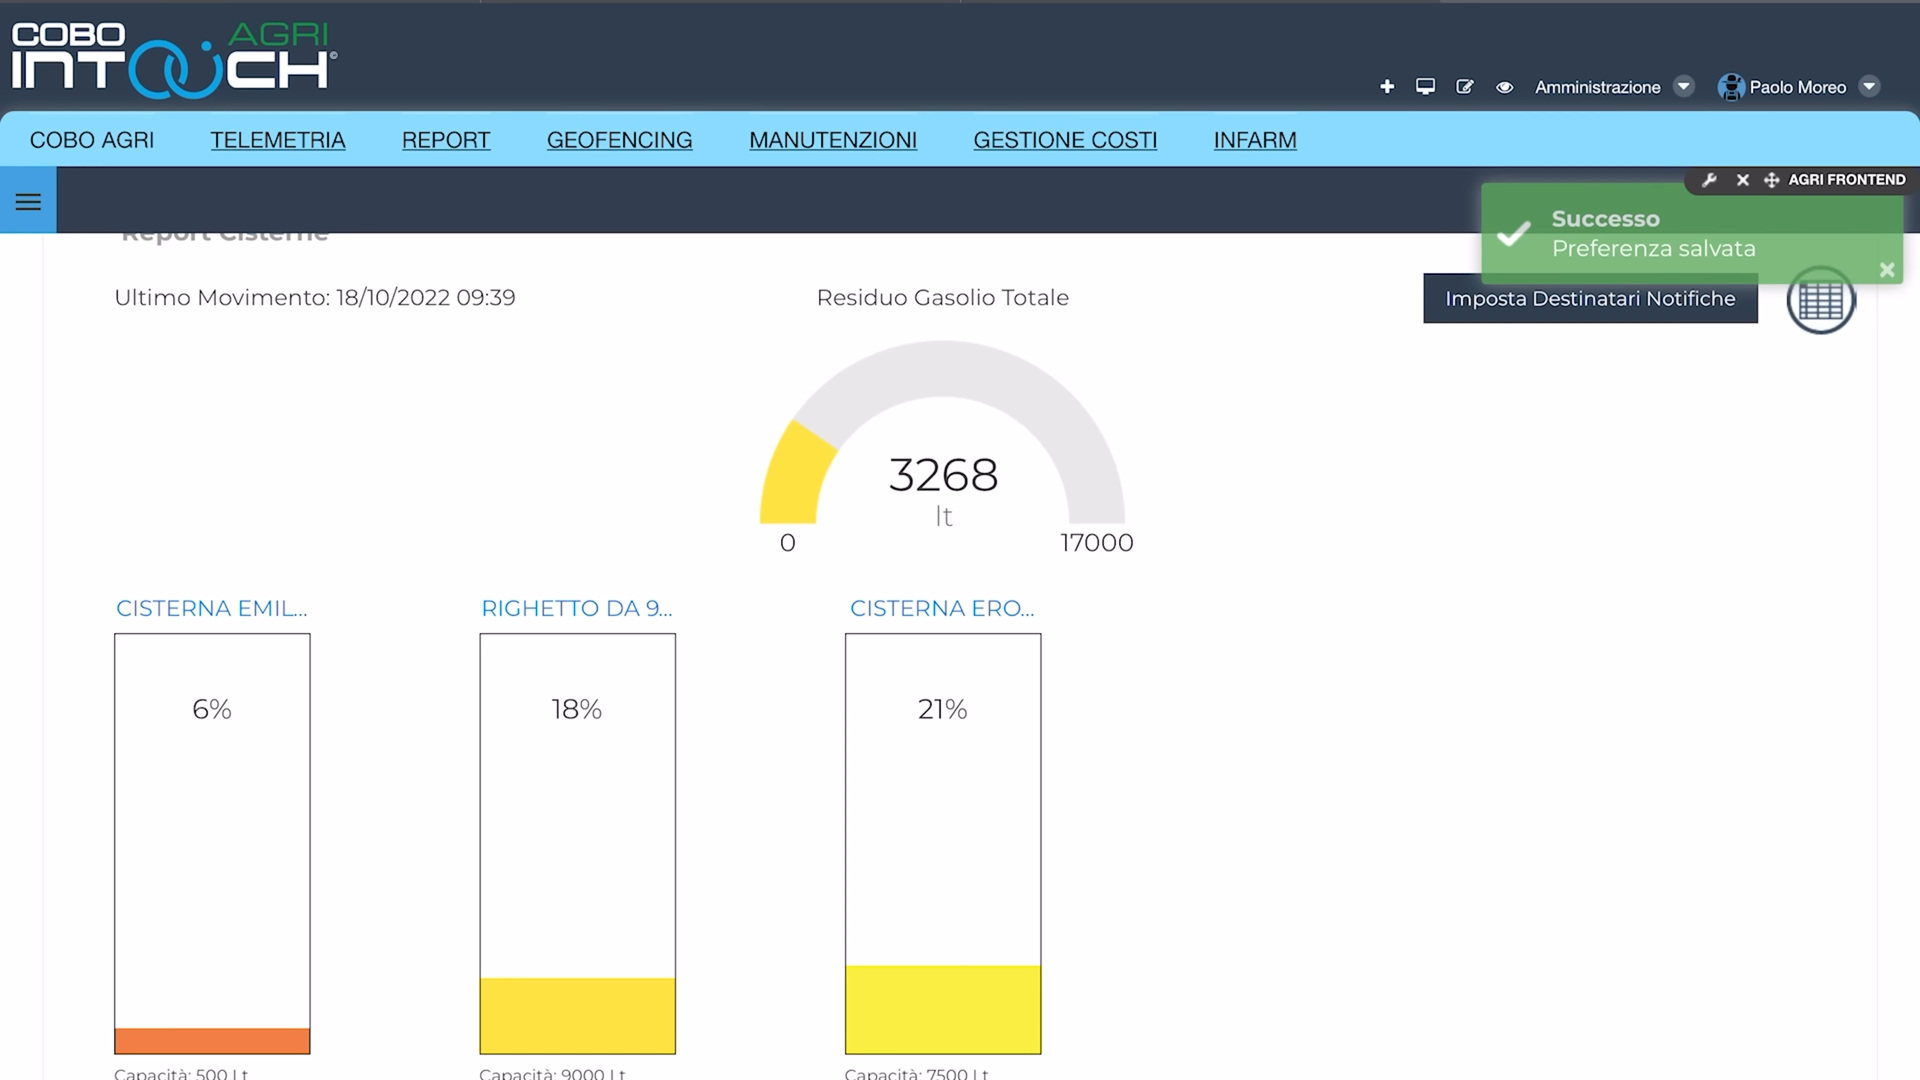 COBO AGRI
INTOUCH©
Amministrazione
Paolo Moreo
COBO AGRI
TELEMETRIA
REPORT
GEOFENCING
MANUTENZIONI
GESTIONE COSTI
INFARM
AGRI FRONTEND
Successo
Preferenza salvata
Report Cisterne
Ultimo Movimento: 18/10/2022 09:39
Residuo Gasolio Totale
Imposta Destinatari Notifiche
3268
lt
0
17000
CISTERNA EMIL...
RIGHETTO DA 9...
CISTERNA ERO...
6%
18%
21%
Capacità: 500 Lt
Capacità: 9000 Lt
Capacità: 7500 Lt